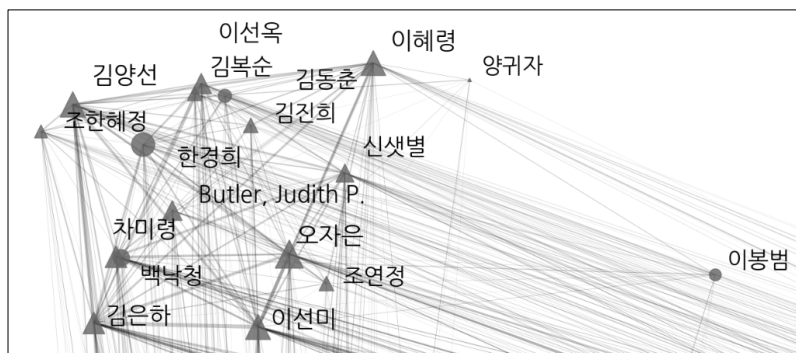 이선옥
이혜령
김양선
김복순
김동춘
양귀자
조한혜정
김진희
한경희
신샛별
Butler, Judith P.
차미령
오자은
백낙청
조연정
이봉범
김은하
이선미